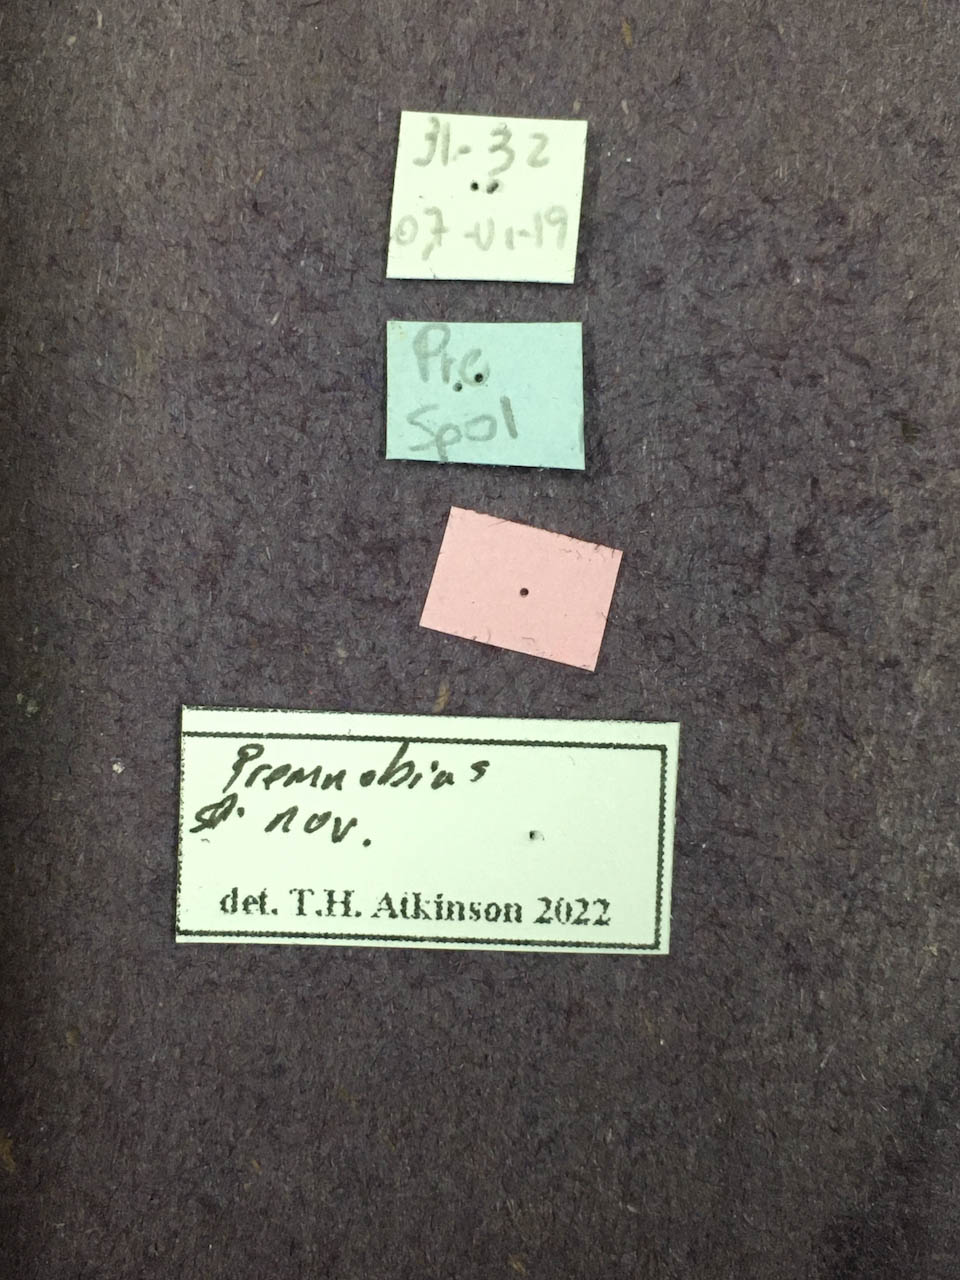 31-32
07-VI-19
Pre
Sp01
Premnobius
sp. nov.
det. T.H. Atkinson 2022